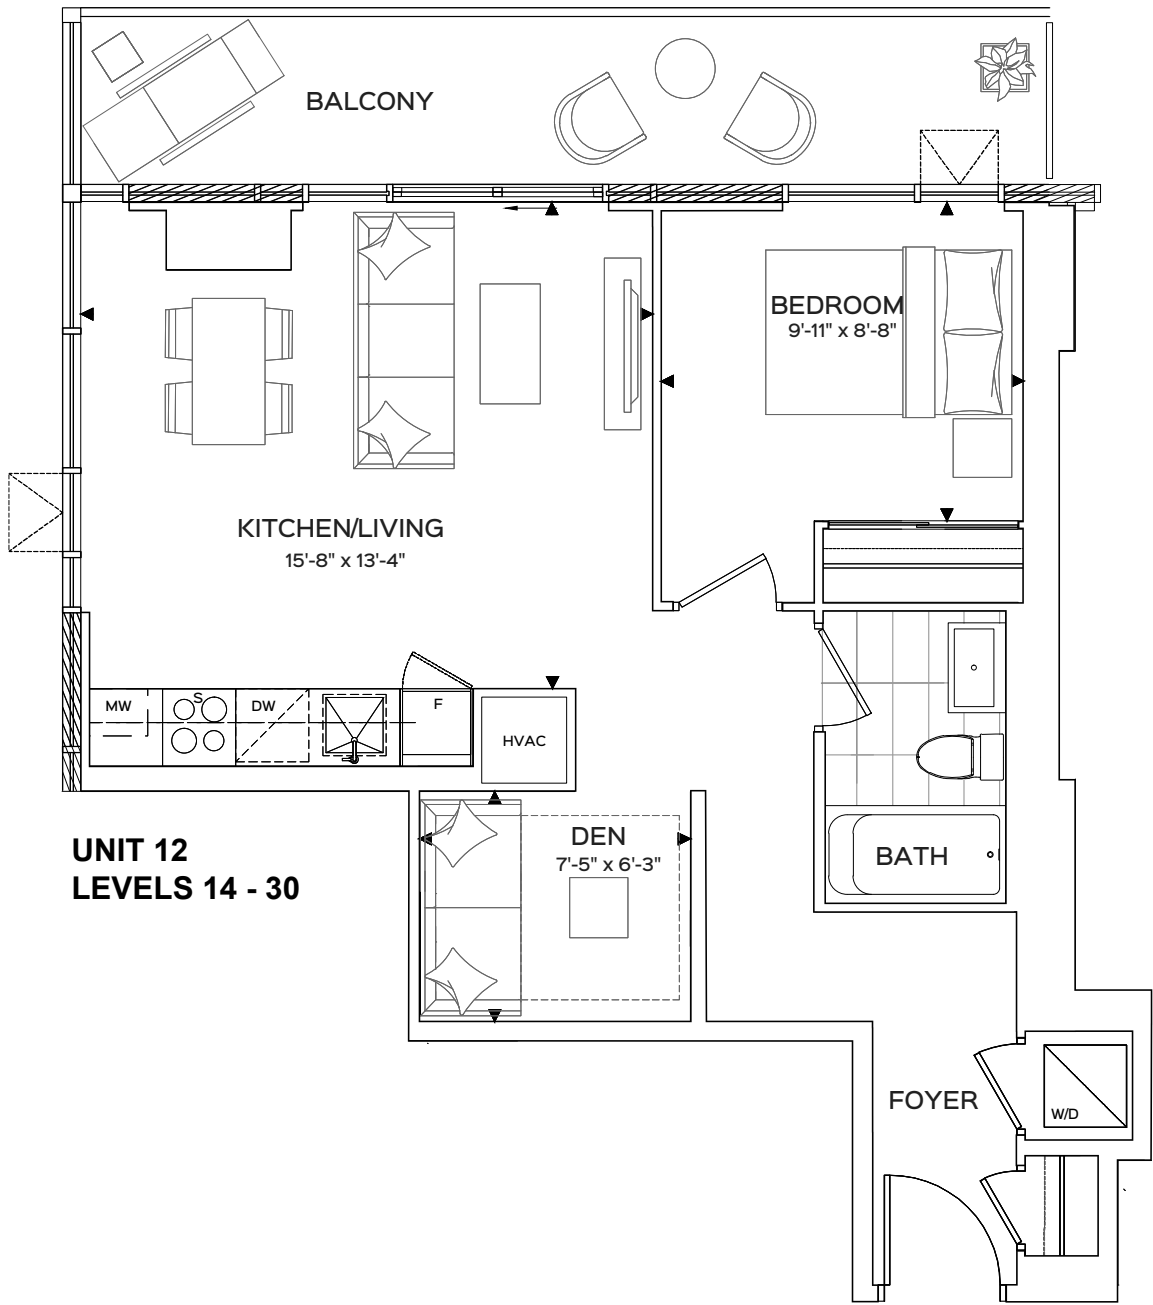 BALCONY
BEDROOM
9'-11" x 8'-8"
KITCHEN/LIVING
15'-8" x 13'-4"
MW
S
DW
F
HVAC
UNIT 12
LEVELS 14 - 30
DEN
7'-5" x 6'-3"
BATH
FOYER
W/D